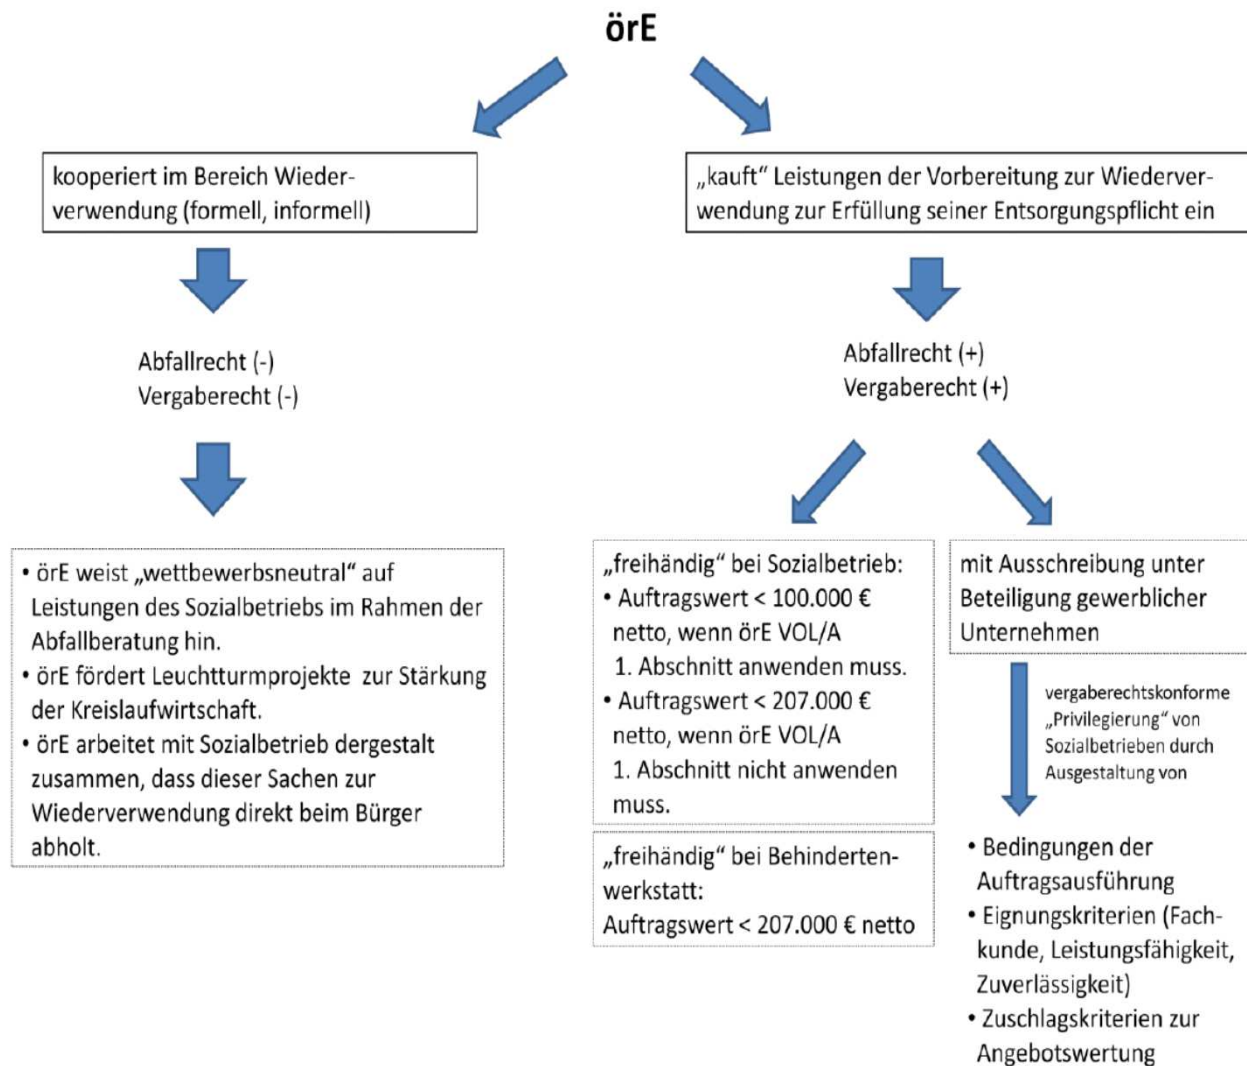 örE
kooperiert im Bereich Wieder-
verwendung (formell, informell)
„kauft“ Leistungen der Vorbereitung zur Wiederver-
wendung zur Erfüllung seiner Entsorgungspflicht ein
Abfallrecht (-)
Vergaberecht (-)
Abfallrecht (+)
Vergaberecht (+)
• örE weist „wettbewerbsneutral“ auf
Leistungen des Sozialbetriebs im Rahmen der
Abfallberatung hin.
• örE fördert Leuchtturmprojekte zur Stärkung
der Kreislaufwirtschaft.
• örE arbeitet mit Sozialbetrieb dergestalt
zusammen, dass dieser Sachen zur
Wiederverwendung direkt beim Bürger
abholt.
„freihändig“ bei Sozialbetrieb:
• Auftragswert < 100.000 €
netto, wenn örE VOL/A
1. Abschnitt anwenden muss.
• Auftragswert < 207.000 €
netto, wenn örE VOL/A
1. Abschnitt nicht anwenden
muss.
„freihändig“ bei Behinderten-
werkstatt:
Auftragswert < 207.000 € netto
mit Ausschreibung unter
Beteiligung gewerblicher
Unternehmen
vergaberechtskonforme
„Privilegierung“ von
Sozialbetrieben durch
Ausgestaltung von
• Bedingungen der
Auftragsausführung
• Eignungskriterien (Fach-
kunde, Leistungsfähigkeit,
Zuverlässigkeit)
• Zuschlagskriterien zur
Angebotswertung